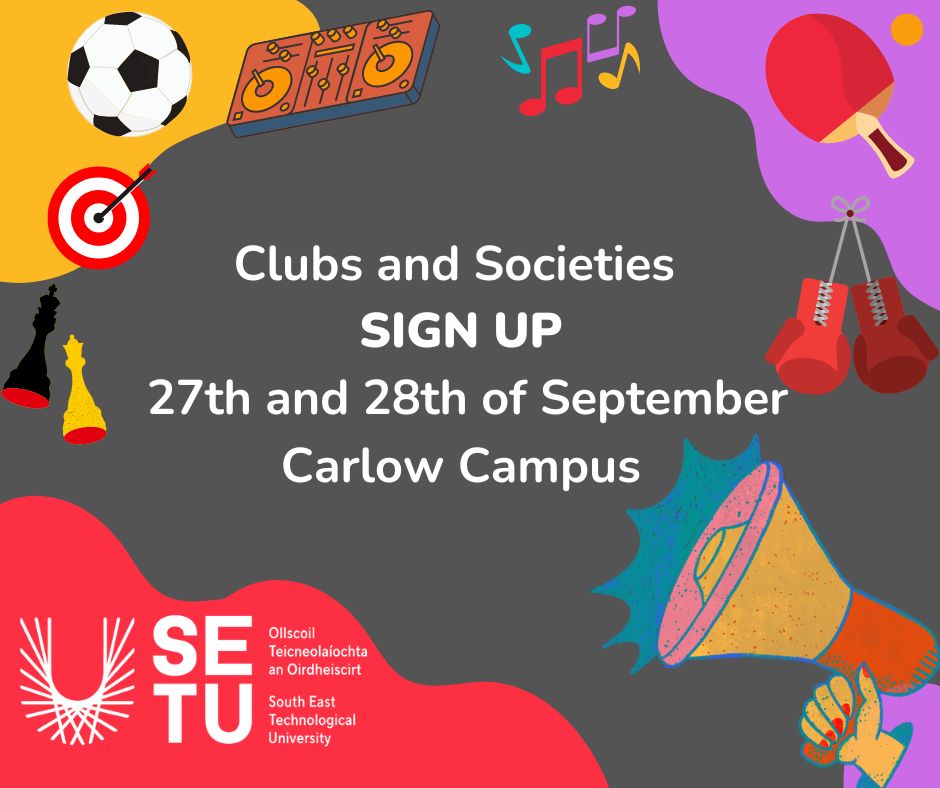 Clubs and Societies
SIGN UP
27th and 28th of September
Carlow Campus
SE
TU
Ollscoil
Teicneolaíochta
an Oirdheiscirt
South East
Technological
University